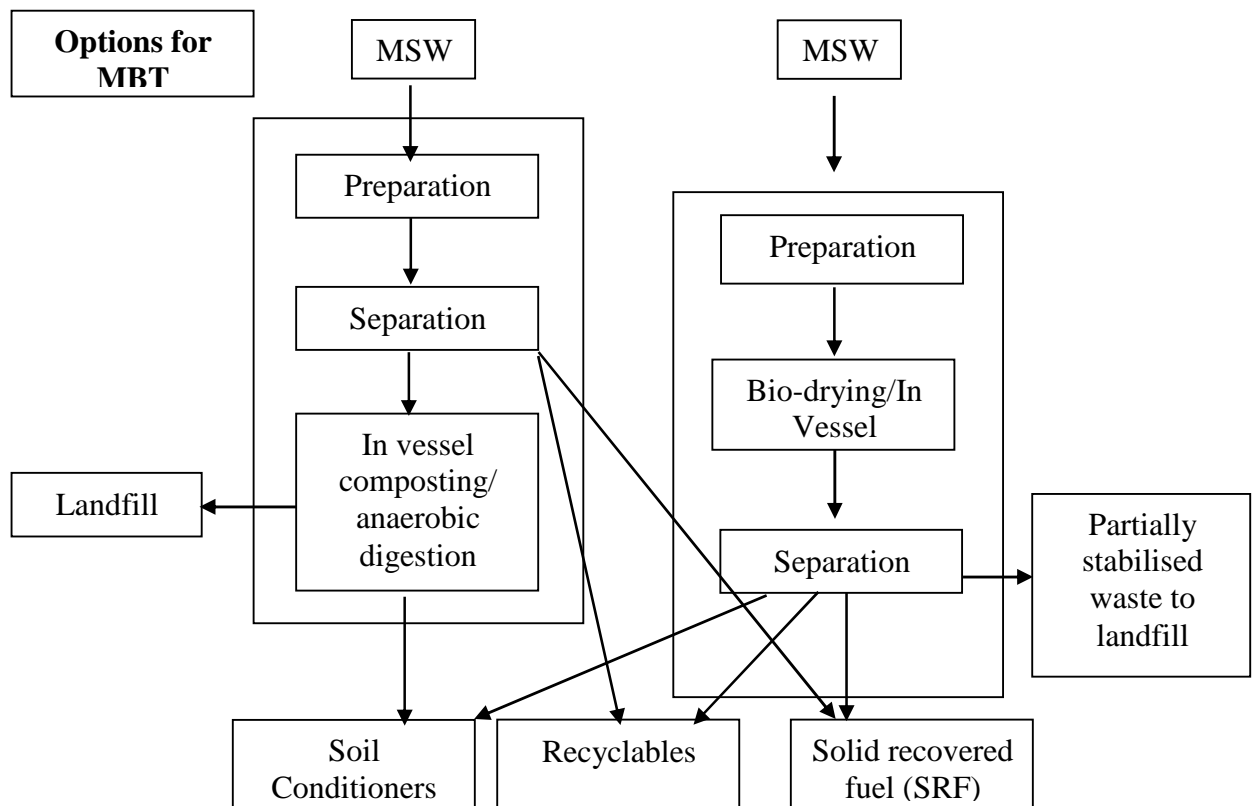 Options for
MBT
MSW
MSW
Preparation
Preparation
Separation
Bio-drying/In
Vessel
In vessel
composting/
anaerobic
digestion
Landfill
Separation
Partially
stabilised
waste to
landfill
Soil
Conditioners
Recyclables
Solid recovered
fuel (SRF)